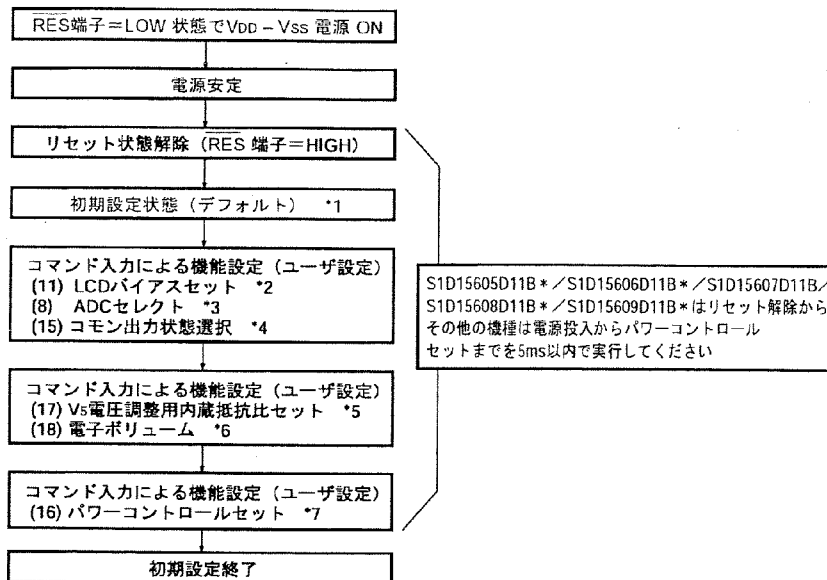 RES端子=LOW 状態でVDD－VSS 電源 ON
電源安定
リセット状態解除（RES 端子=HIGH）
初期設定状態（デフォルト） *1
コマンド入力による機能設定（ユーザ設定）
(11) LCDバイアスセット *2
(8) ADCセレクト *3
(15) コモン出力状態選択 *4
コマンド入力による機能設定（ユーザ設定）
(17) V5電圧調整用内蔵抵抗比セット *5
(18) 電子ボリューム *6
コマンド入力による機能設定（ユーザ設定）
(16) パワーコントロールセット *7
初期設定終了
S1D15605D11B＊／S1D15606D11B＊／S1D15607D11B／
S1D15608D11B＊／S1D15609D11B＊はリセット解除から
その他の機種は電源投入からパワーコントロール
セットまでを5ms以内で実行してください